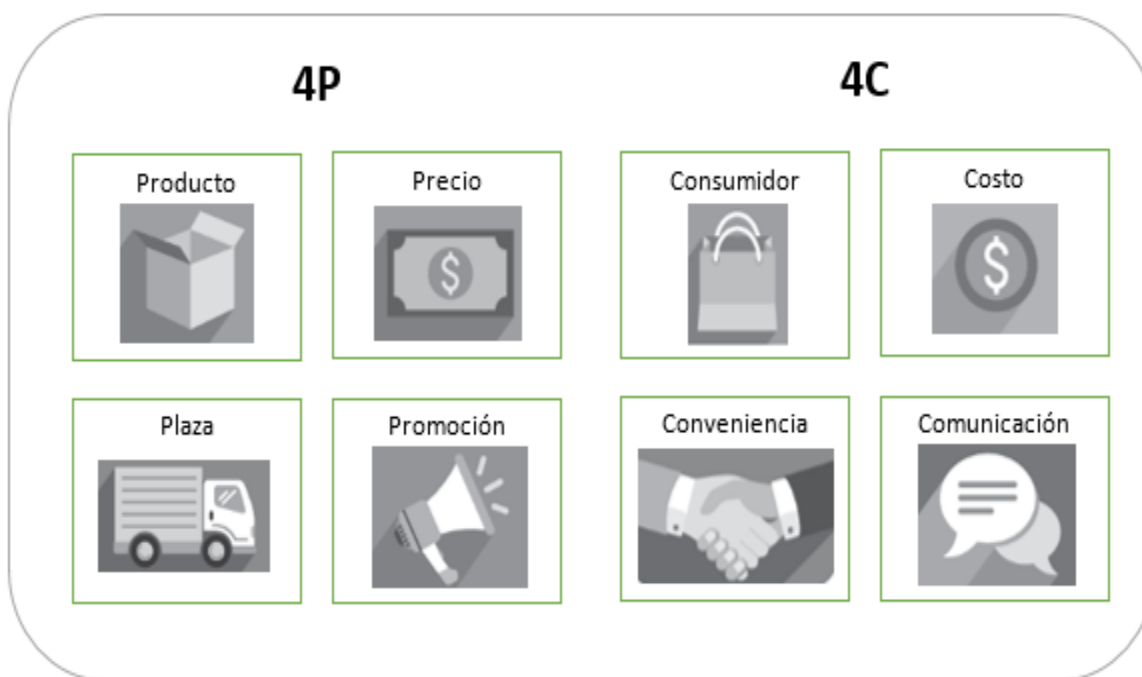 4P
4C
Producto
Precio
Consumidor
Costo
Plaza
Promoción
Conveniencia
Comunicación